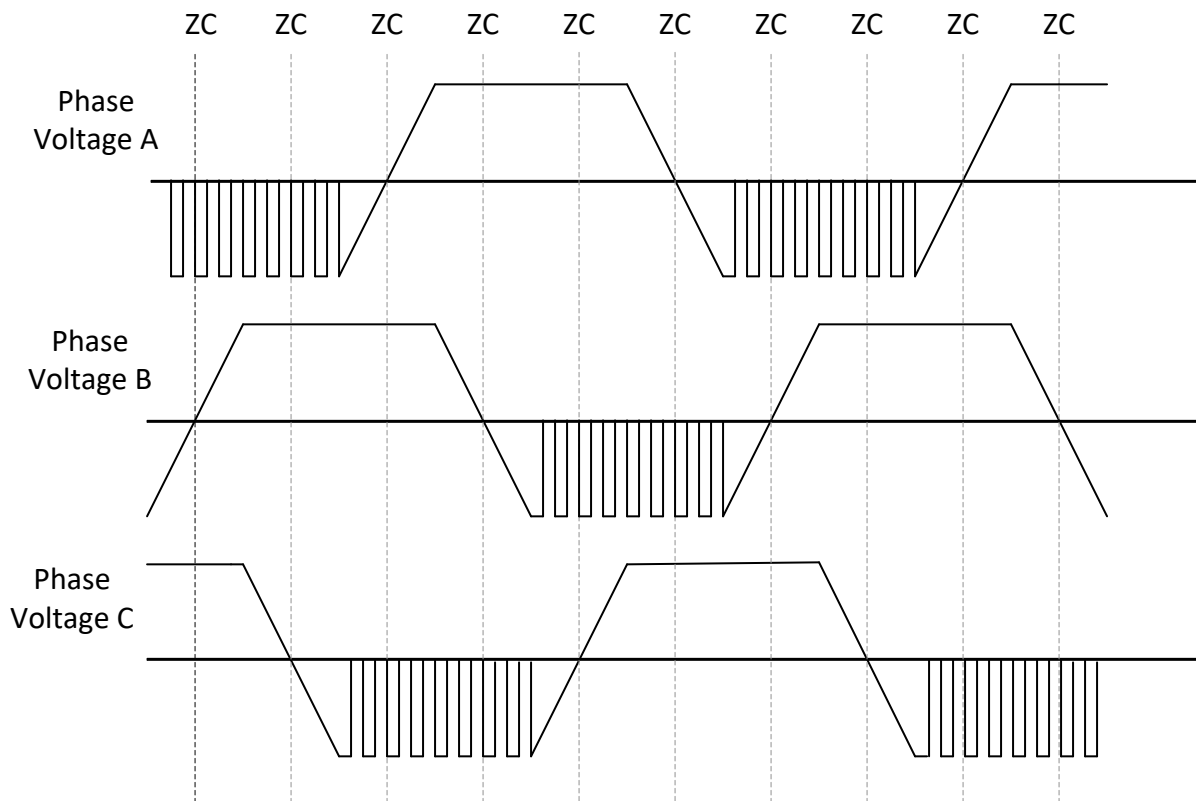 ZC ZC ZC ZC ZC ZC ZC ZC ZC ZC
Phase
Voltage A
Phase
Voltage B
Phase
Voltage C